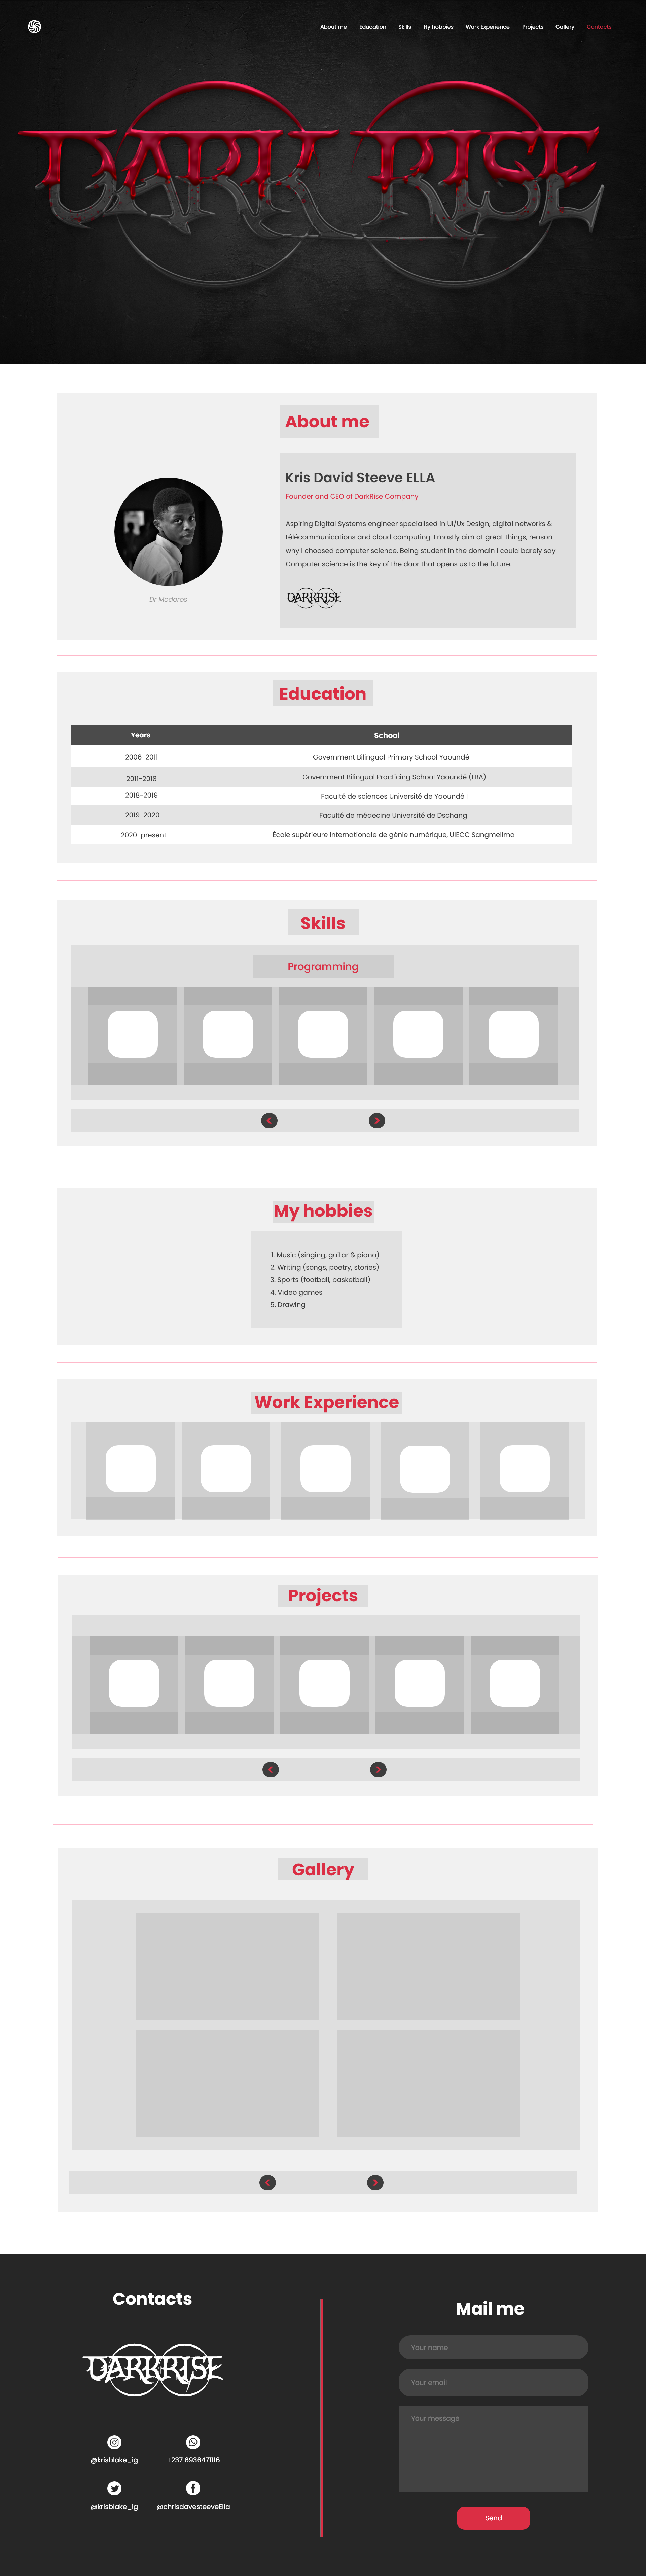 About me Education Skills Hy hobbies Work Experience Projects Gallery Contacts
DARK RISE
About me
Kris David Steeve ELLA
Founder and CEO of DarkRise Company
Aspiring Digital Systems engineer specialised in Ui/Ux Design, digital networks &
télécommunications and cloud computing. I mostly aim at great things, reason
why I choosed computer science. Being student in the domain I could barely say
Computer science is the key of the door that opens us to the future.
DARKRISE
Dr Mederos
Education
Years School
2006-2011 Government Bilingual Primary School Yaoundé
2011-2018 Government Bilingual Practicing School Yaoundé (LBA)
2018-2019 Faculté de sciences Université de Yaoundé I
2019-2020 Faculté de médecine Université de Dschang
2020-present École supérieure internationale de génie numérique, UIECC Sangmelima
Skills
Programming
My hobbies
1. Music (singing, guitar & piano)
2. Writing (songs, poetry, stories)
3. Sports (football, basketball)
4. Video games
5. Drawing
Work Experience
Projects
Gallery
Contacts
DARKRISE
@krisblake_ig +237 6936471116
@krisblake_ig @chrisdavesteeveElla
Mail me
Your name
Your email
Your message
Send